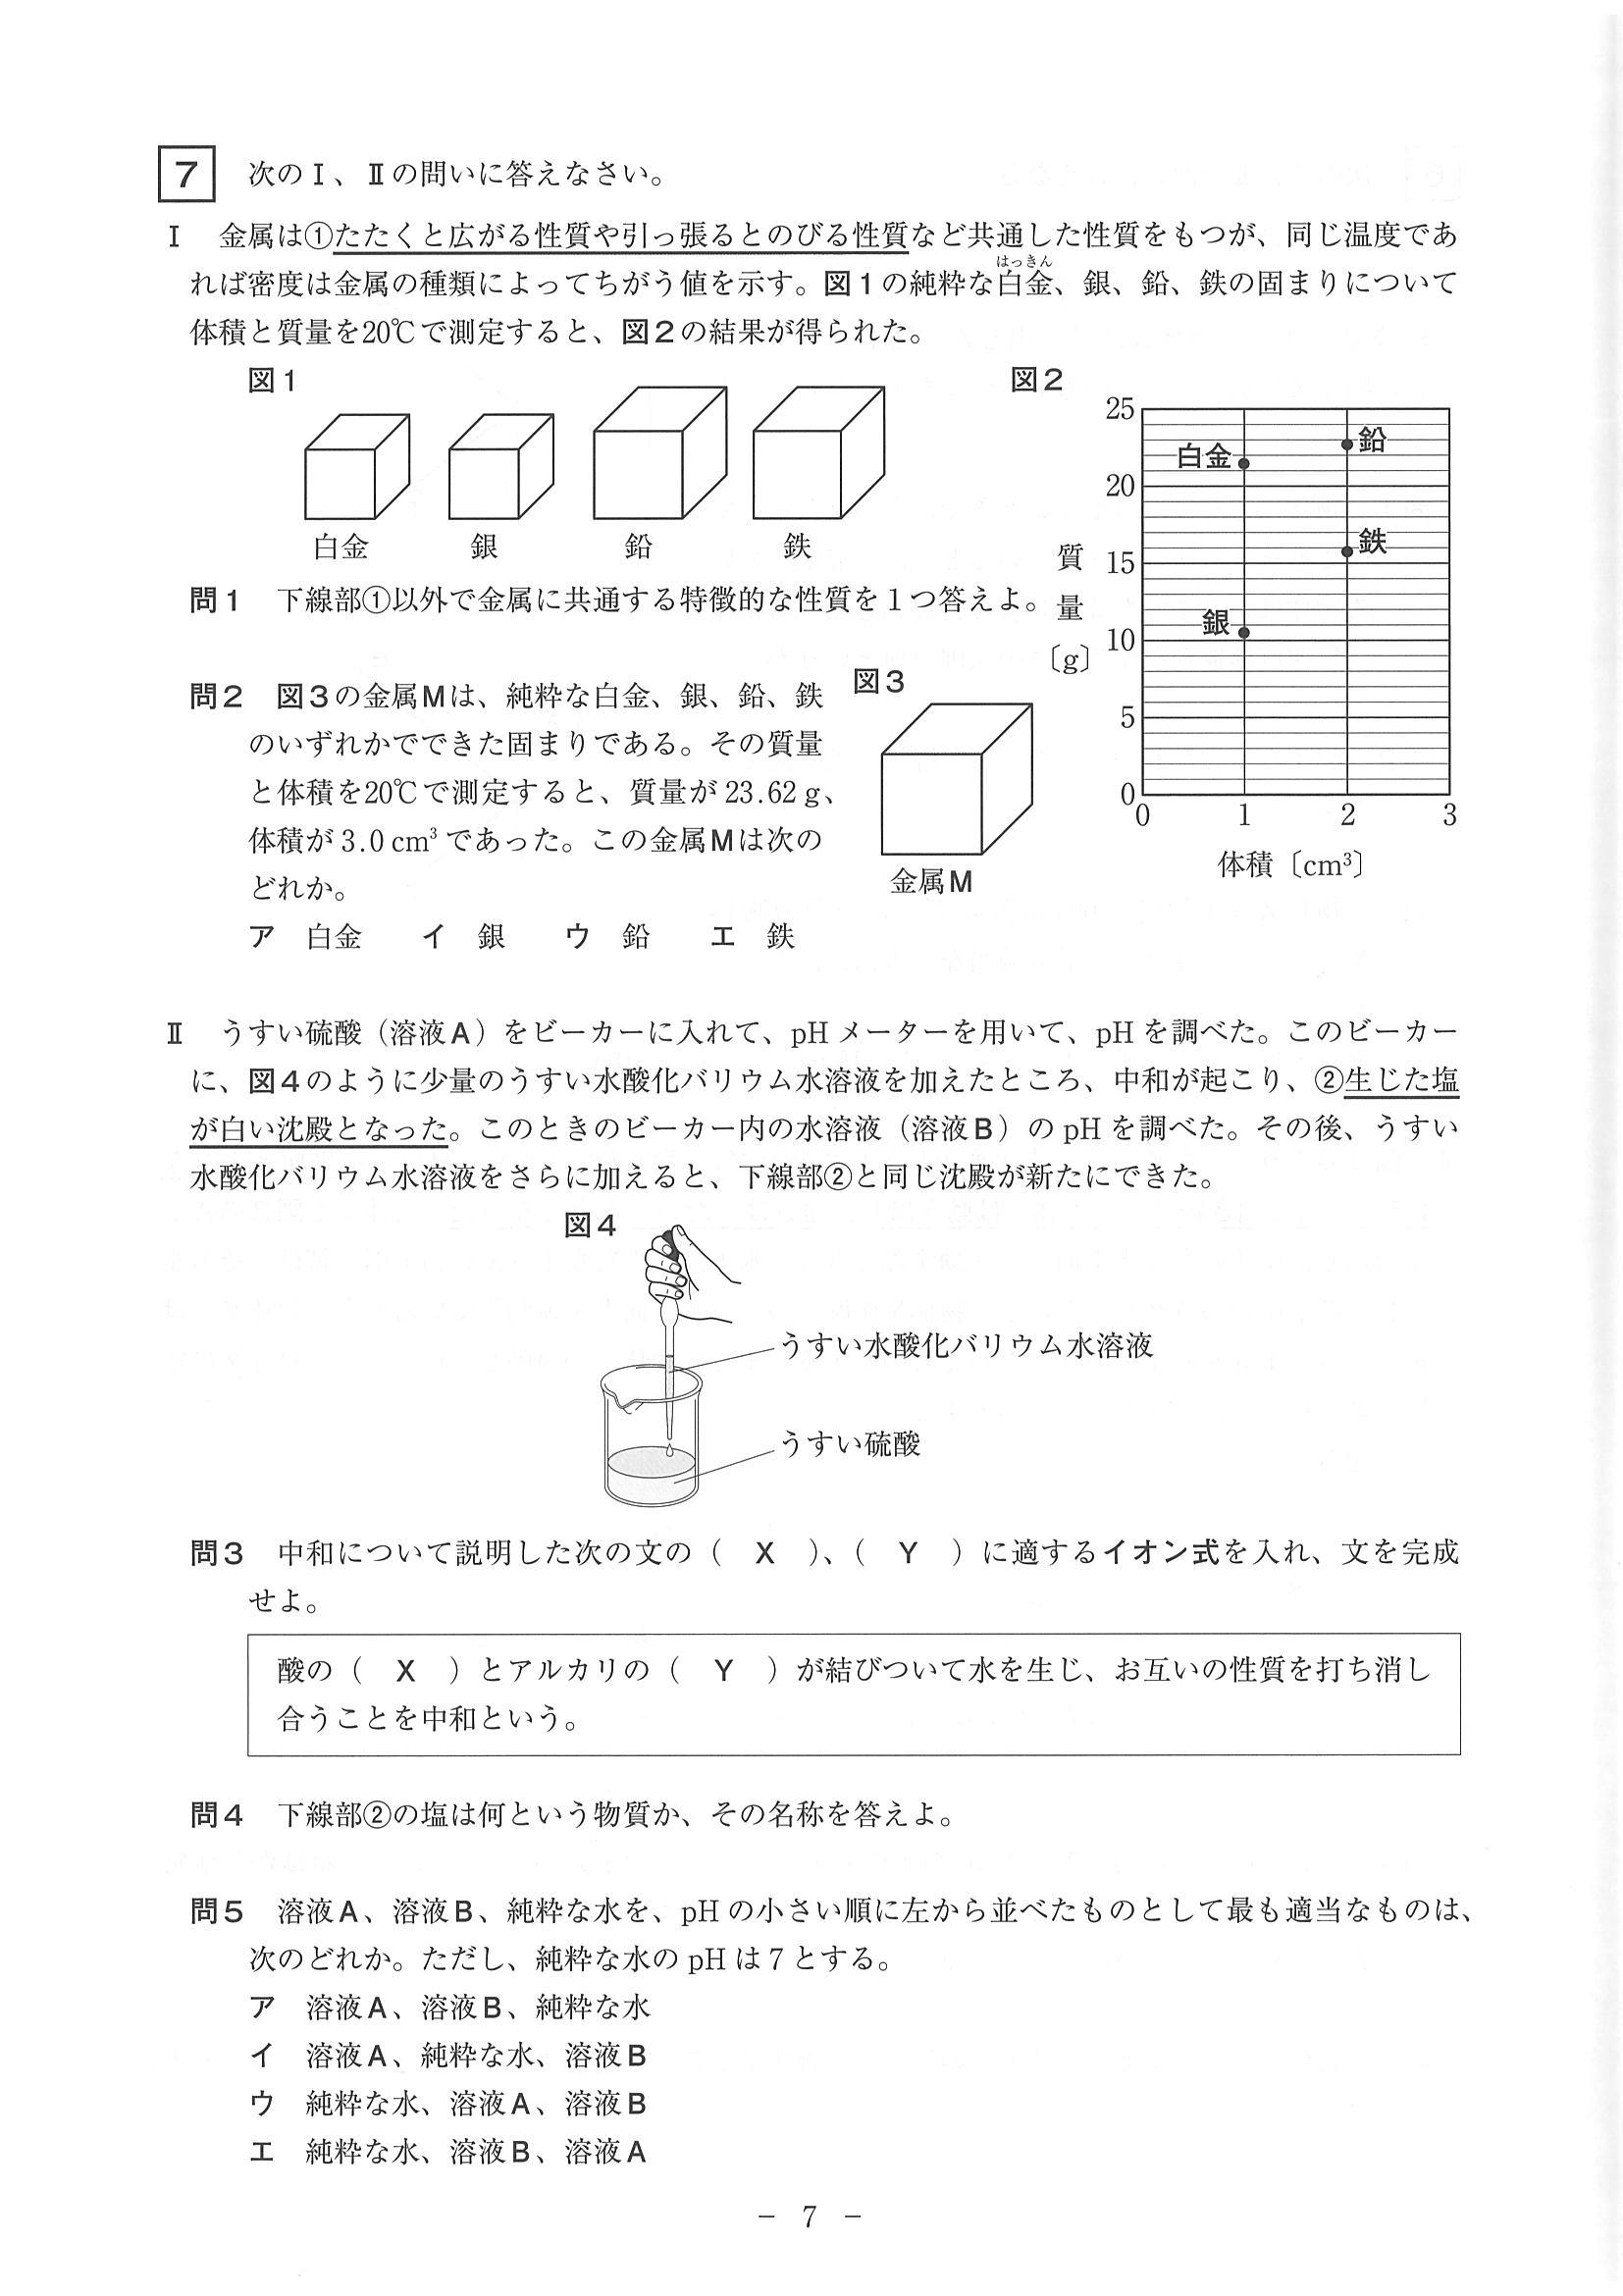 7 次のⅠ、Ⅱの問いに答えなさい。
Ⅰ 金属は①たたくと広がる性質や引っ張るとのびる性質など共通した性質をもつが、同じ温度であ
れば密度は金属の種類によってちがう値を示す。図1の純粋な白金、銀、鉛、鉄の固まりについて
はっきん
体積と質量を20℃で測定すると、図2の結果が得られた。
図1
白金 銀 鉛 鉄
図2
25
20
15
10
5
0
0 1 2 3
白金
鉛
鉄
銀
質量〔g〕
体積〔cm³〕
問1 下線部①以外で金属に共通する特徴的な性質を1つ答えよ。
問2 図3の金属Mは、純粋な白金、銀、鉛、鉄
のいずれかでできた固まりである。その質量
と体積を20℃で測定すると、質量が23.62g、
体積が3.0cm³であった。この金属Mは次の
どれか。
ア 白金 イ 銀 ウ 鉛 エ 鉄
図3
金属M
Ⅱ うすい硫酸（溶液A）をビーカーに入れて、pHメーターを用いて、pHを調べた。このビーカー
に、図4のように少量のうすい水酸化バリウム水溶液を加えたところ、中和が起こり、②生じた塩
が白い沈殿となった。このときのビーカー内の水溶液（溶液B）のpHを調べた。その後、うすい
水酸化バリウム水溶液をさらに加えると、下線部②と同じ沈殿が新たにできた。
図4
うすい水酸化バリウム水溶液
うすい硫酸
問3 中和について説明した次の文の（ X ）、（ Y ）に適するイオン式を入れ、文を完成
せよ。
酸の（ X ）とアルカリの（ Y ）が結びついて水を生じ、お互いの性質を打ち消し
合うことを中和という。
問4 下線部②の塩は何という物質か、その名称を答えよ。
問5 溶液A、溶液B、純粋な水を、pHの小さい順に左から並べたものとして最も適当なものは、
次のどれか。ただし、純粋な水のpHは7とする。
ア 溶液A、溶液B、純粋な水
イ 溶液A、純粋な水、溶液B
ウ 純粋な水、溶液A、溶液B
エ 純粋な水、溶液B、溶液A
－ 7 －